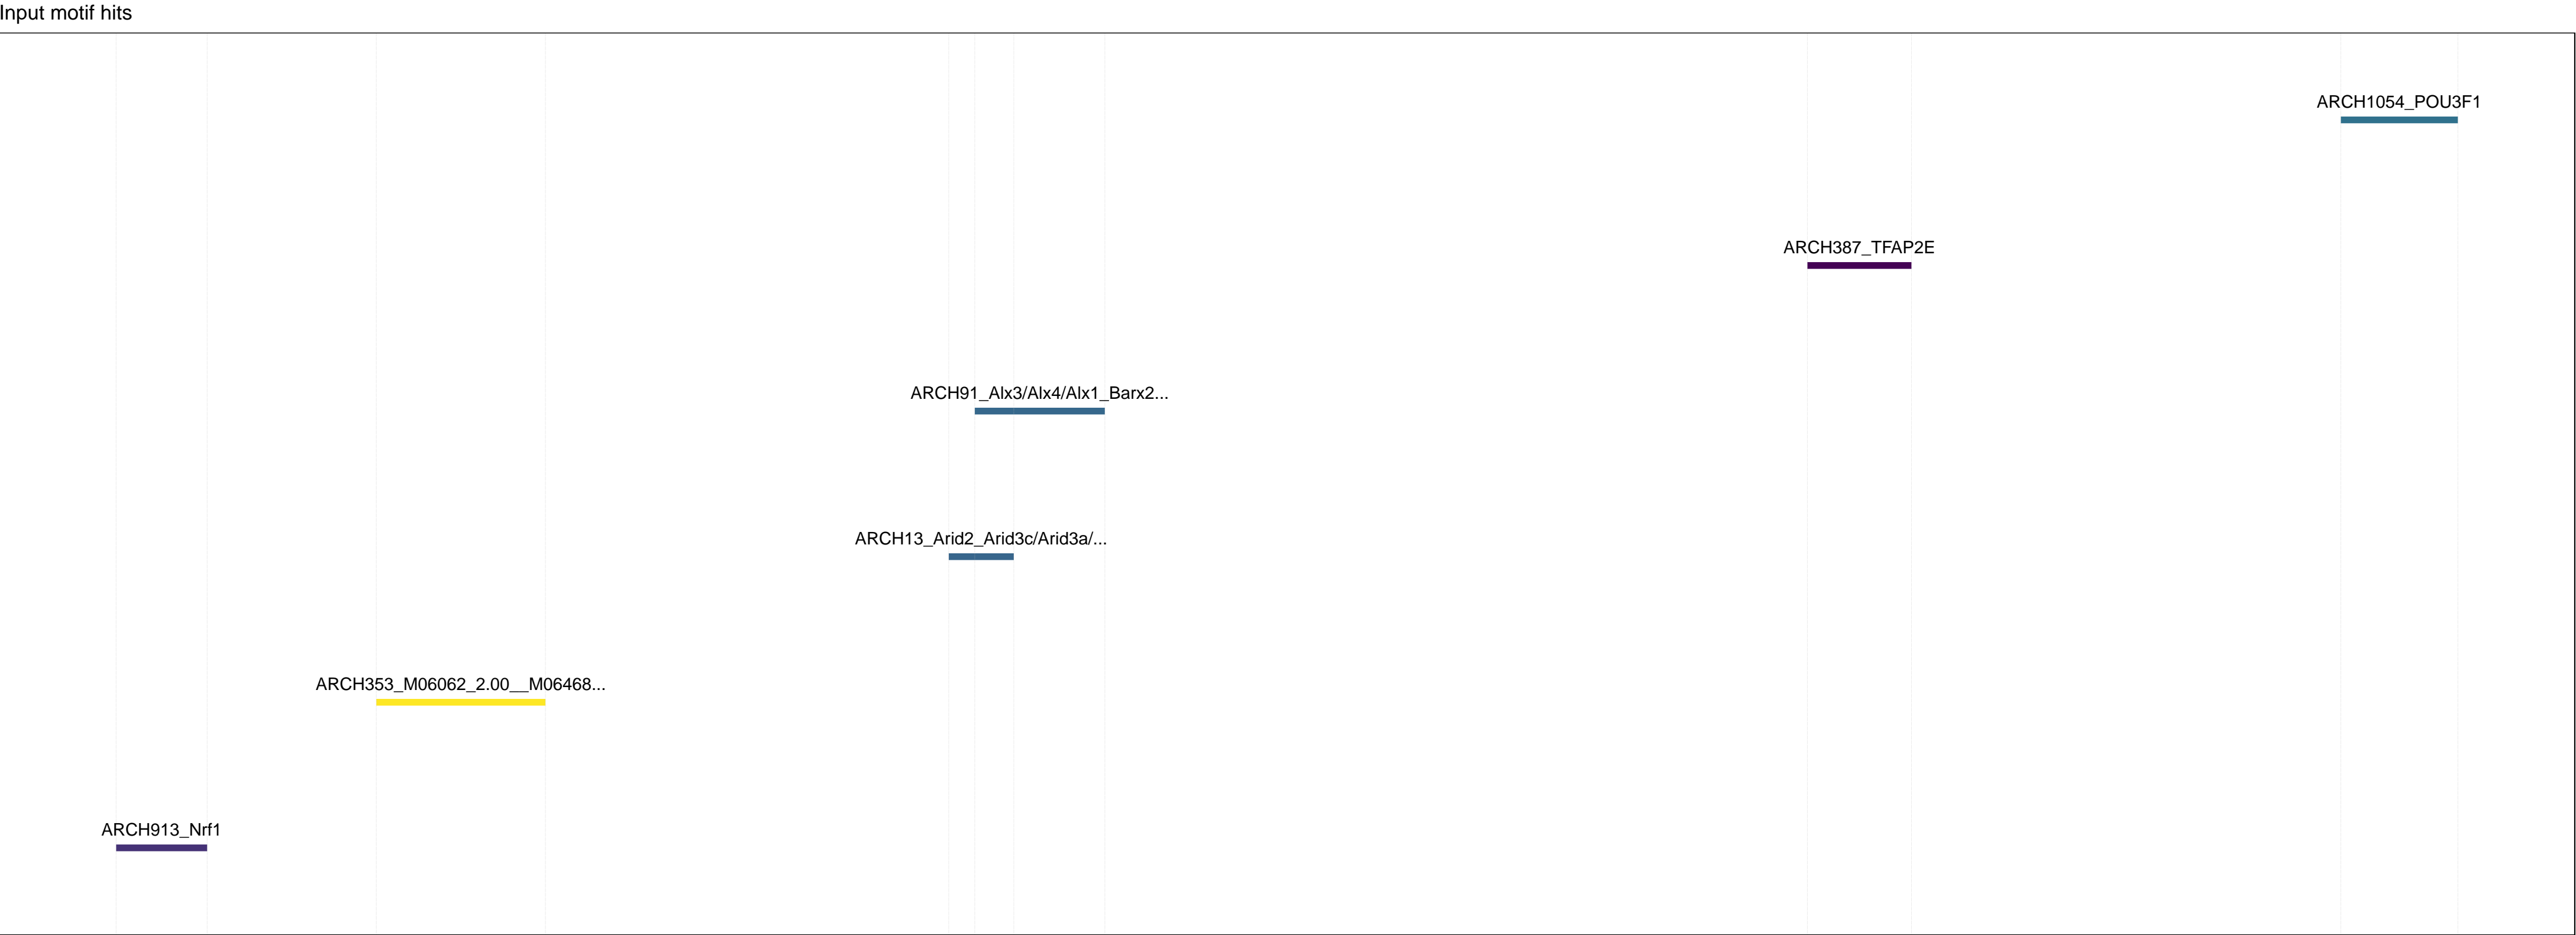 Input motif hits
ARCH1054_POU3F1
ARCH387_TFAP2E
ARCH91_Alx3/Alx4/Alx1_Barx2...
ARCH13_Arid2_Arid3c/Arid3a/...
ARCH353_M06062_2.00__M06468...
ARCH913_Nrf1